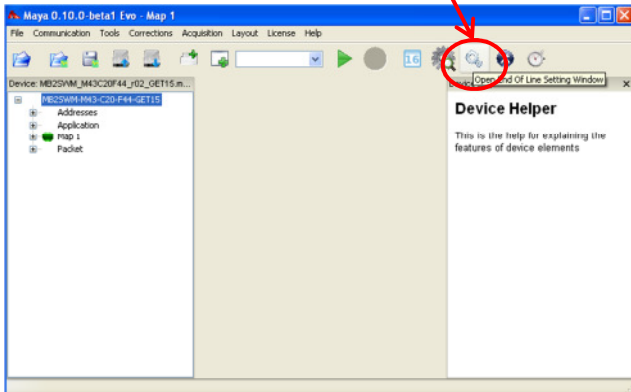 Maya 0.10.0-beta1 Evo - Map 1
File Communication Tools Corrections Acquisition Layout License Help
16
Device: MB2SWM_M43C20F44_r02_GET15.m...
MB2SWM-M43-C20-F44-GET15
Addresses
Application
Map 1
Packet
Open End Of Line Setting Window
Device Helper
This is the help for explaining the
features of device elements